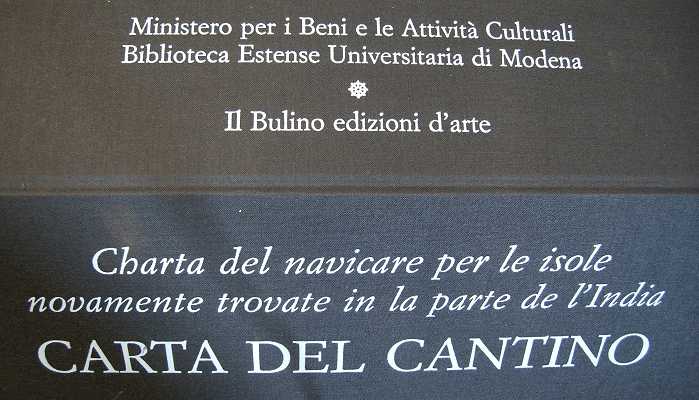 Ministero per i Beni e le Attività Culturali
Biblioteca Estense Universitaria di Modena
Il Bulino edizioni d'arte
Charta del navicare per le isole
novamente trovate in la parte de l'India
CARTA DEL CANTINO